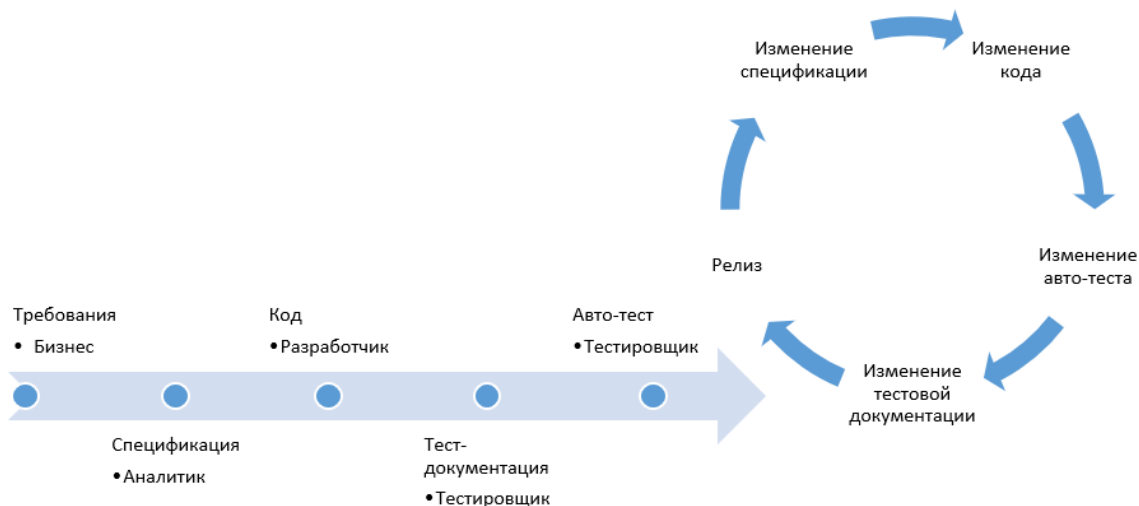 Изменение
спецификации
Изменение
кода
Релиз
Изменение
авто-теста
Изменение
тестовой
документации
Требования
• Бизнес
Код
•Разработчик
Авто-тест
•Тестировщик
Спецификация
•Аналитик
Тест-
документация
•Тестировщик